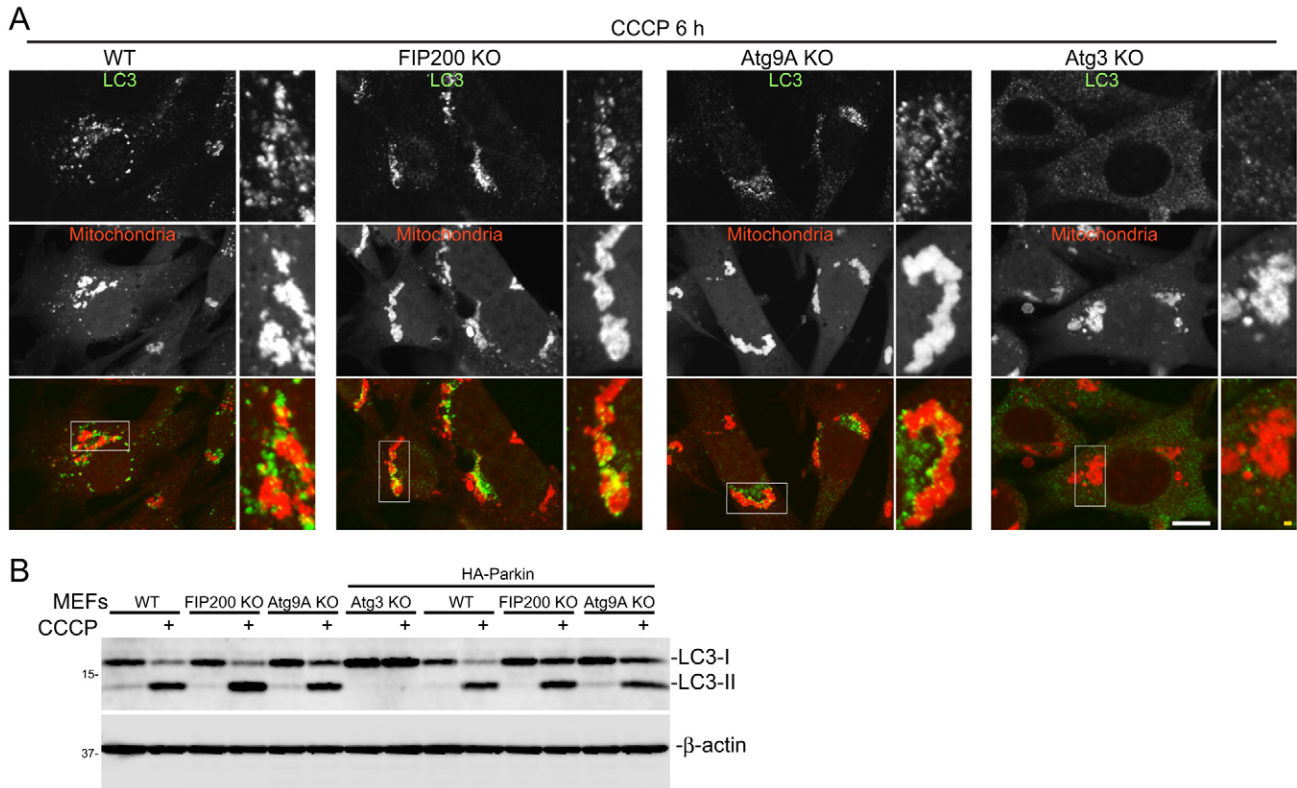 A
CCCP 6 h
WT FIP200 KO Atg9A KO Atg3 KO
LC3 LC3 LC3 LC3
Mitochondria Mitochondria Mitochondria Mitochondria
B
HA-Parkin
MEFs WT FIP200 KO Atg9A KO Atg3 KO WT FIP200 KO Atg9A KO
CCCP + + + + + + +
-LC3-I
15-
-LC3-II
37- -β-actin